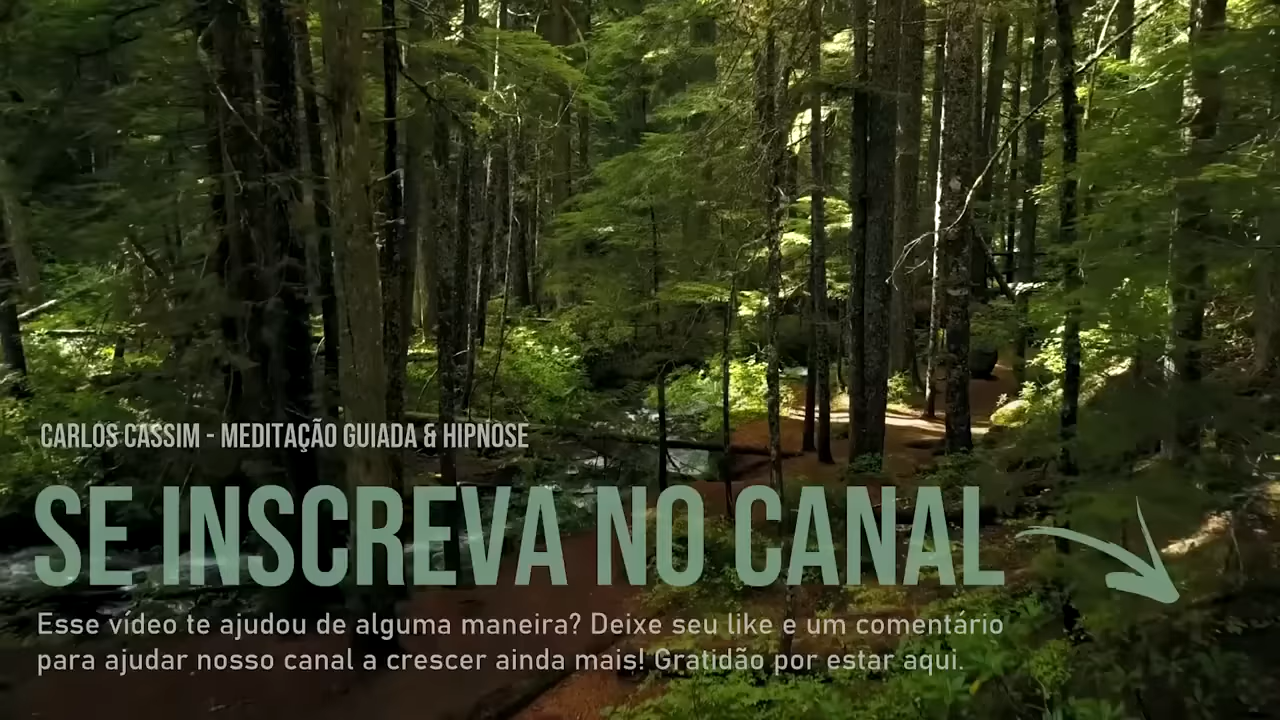 CARLOS CASSIM - MEDITAÇÃO GUIADA & HIPNOSE
SE INSCREVA NO CANAL
Esse vídeo te ajudou de alguma maneira? Deixe seu like e um comentário
para ajudar nosso canal a crescer ainda mais! Gratidão por estar aqui.